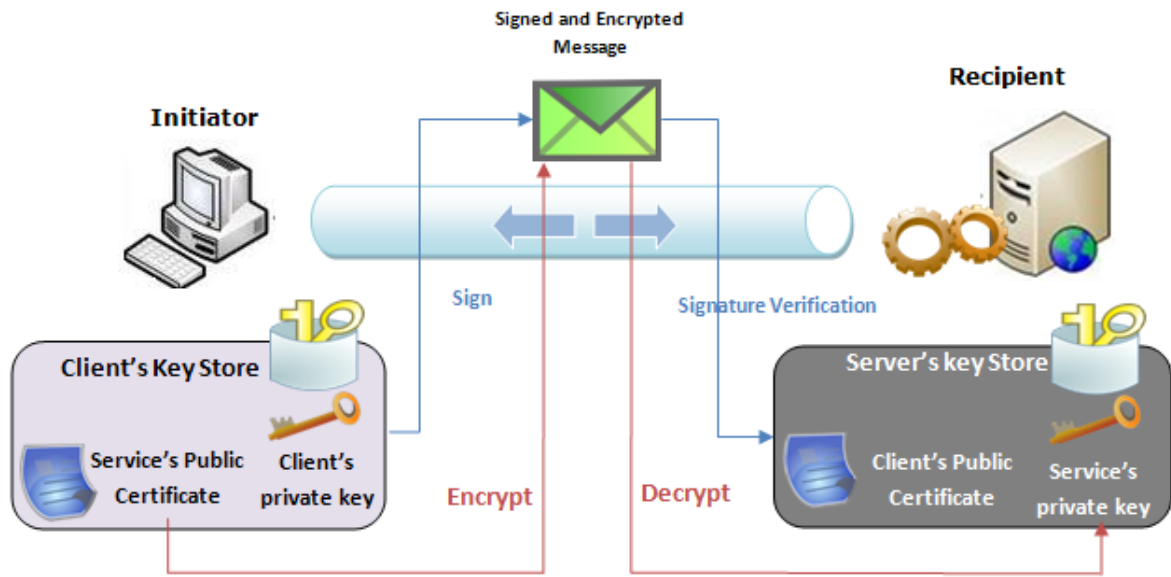 Signed and Encrypted
Message
Initiator
Recipient
Sign
Signature Verification
Client's Key Store
Service's Public
Certificate
Client's
private key
Encrypt
Decrypt
Server's key Store
Client's Public
Certificate
Service's
private key